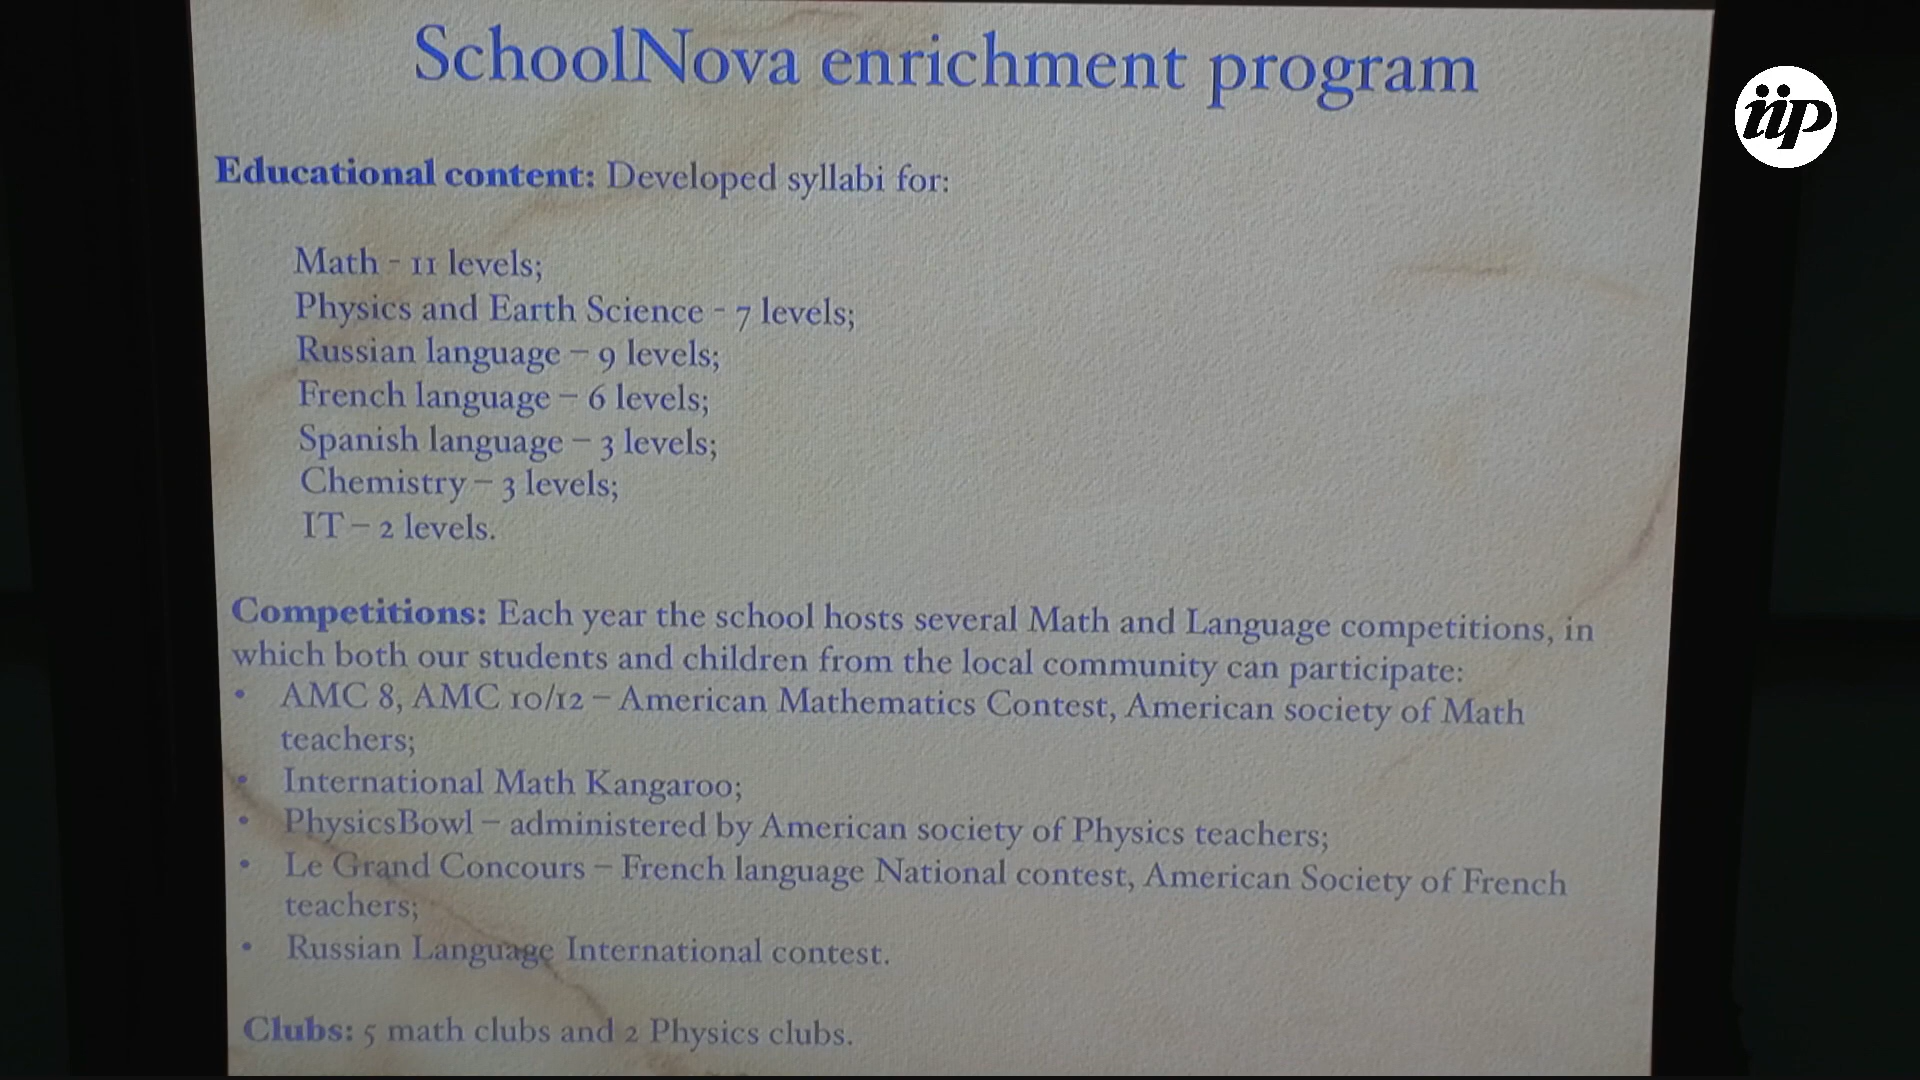 SchoolNova enrichment program
iip
Educational content: Developed syllabi for:
Math - 11 levels;
Physics and Earth Science - 7 levels;
Russian language – 9 levels;
French language – 6 levels;
Spanish language – 3 levels;
Chemistry – 3 levels;
IT – 2 levels.
Competitions: Each year the school hosts several Math and Language competitions, in
which both our students and children from the local community can participate:
• AMC 8, AMC 10/12 – American Mathematics Contest, American society of Math
teachers;
• International Math Kangaroo;
• PhysicsBowl – administered by American society of Physics teachers;
• Le Grand Concours – French language National contest, American Society of French
teachers;
• Russian Language International contest.
Clubs: 5 math clubs and 2 Physics clubs.